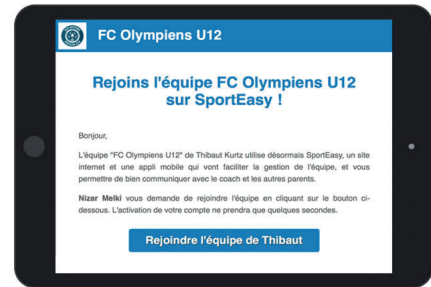 FC Olympiens U12
Rejoins l'équipe FC Olympiens U12
sur SportEasy !
Bonjour,
L'équipe "FC Olympiens U12" de Thibaut Kurtz utilise désormais SportEasy, un site
internet et une appli mobile qui vont faciliter la gestion de l'équipe, et vous
permettre de bien communiquer avec le coach et les autres parents.
Nizar Melki vous demande de rejoindre l'équipe en cliquant sur le bouton ci-
dessous. L'activation de votre compte ne prendra que quelques secondes.
Rejoindre l'équipe de Thibaut